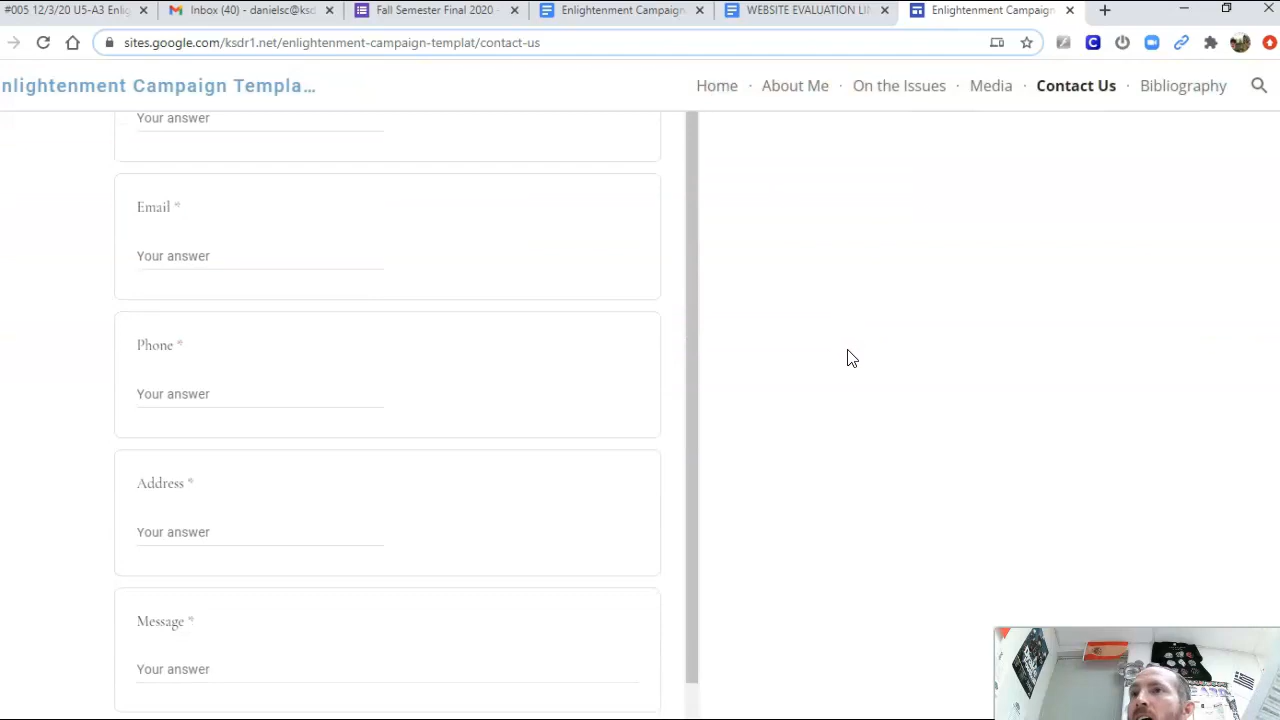 #005 12/3/20 U5-A3 Enlig
Inbox (40) - danielsc@ksd
Fall Semester Final 2020 -
Enlightenment Campaign
WEBSITE EVALUATION LIN
Enlightenment Campaign
sites.google.com/ksdr1.net/enlightenment-campaign-templat/contact-us
nlightenment Campaign Templa...
Home · About Me · On the Issues · Media · Contact Us · Bibliography
Your answer
Email *
Your answer
Phone *
Your answer
Address *
Your answer
Message *
Your answer